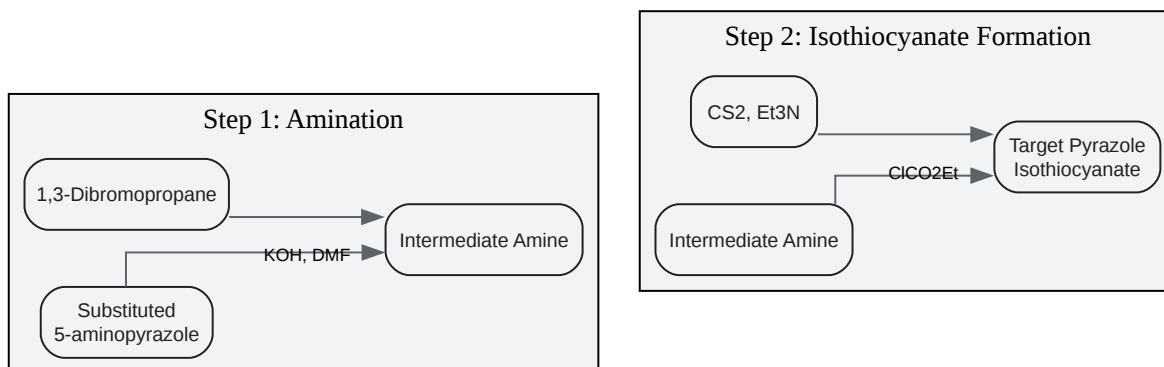 Step 1: Amination
1,3-Dibromopropane
Intermediate Amine
KOH, DMF
Substituted
5-aminopyrazole
Step 2: Isothiocyanate Formation
CS2, Et3N
Target Pyrazole
Isothiocyanate
ClCO2Et
Intermediate Amine